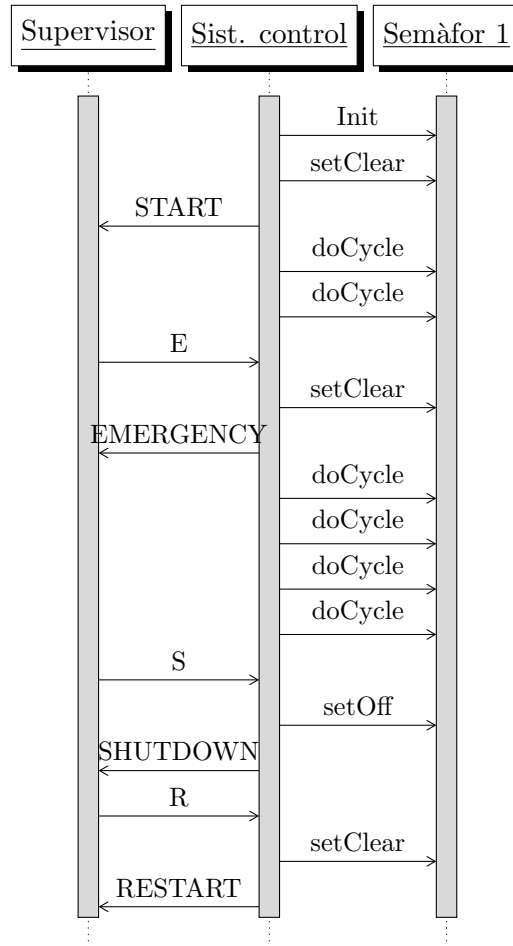 Supervisor Sist. control Semàfor 1
Init
setClear
START
doCycle
doCycle
E
setClear
EMERGENCY
doCycle
doCycle
doCycle
doCycle
S
setOff
SHUTDOWN
R
setClear
RESTART